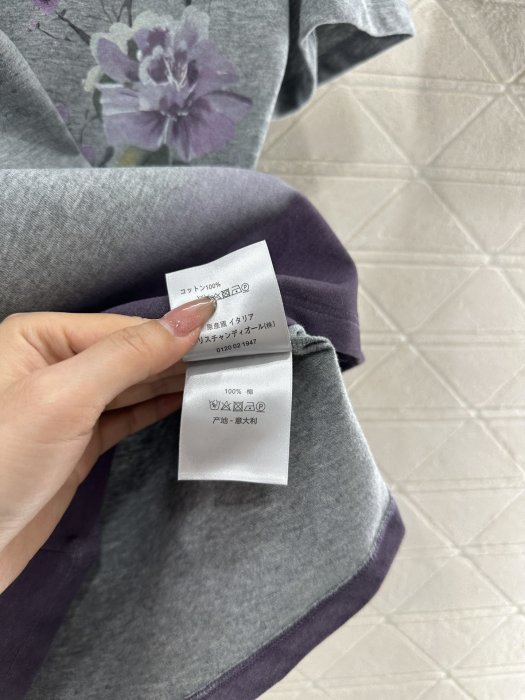 コットン100%
原産国 イタリア
リスチャンディオール(株)
0120 02 1947
100% 棉
产地 - 意大利